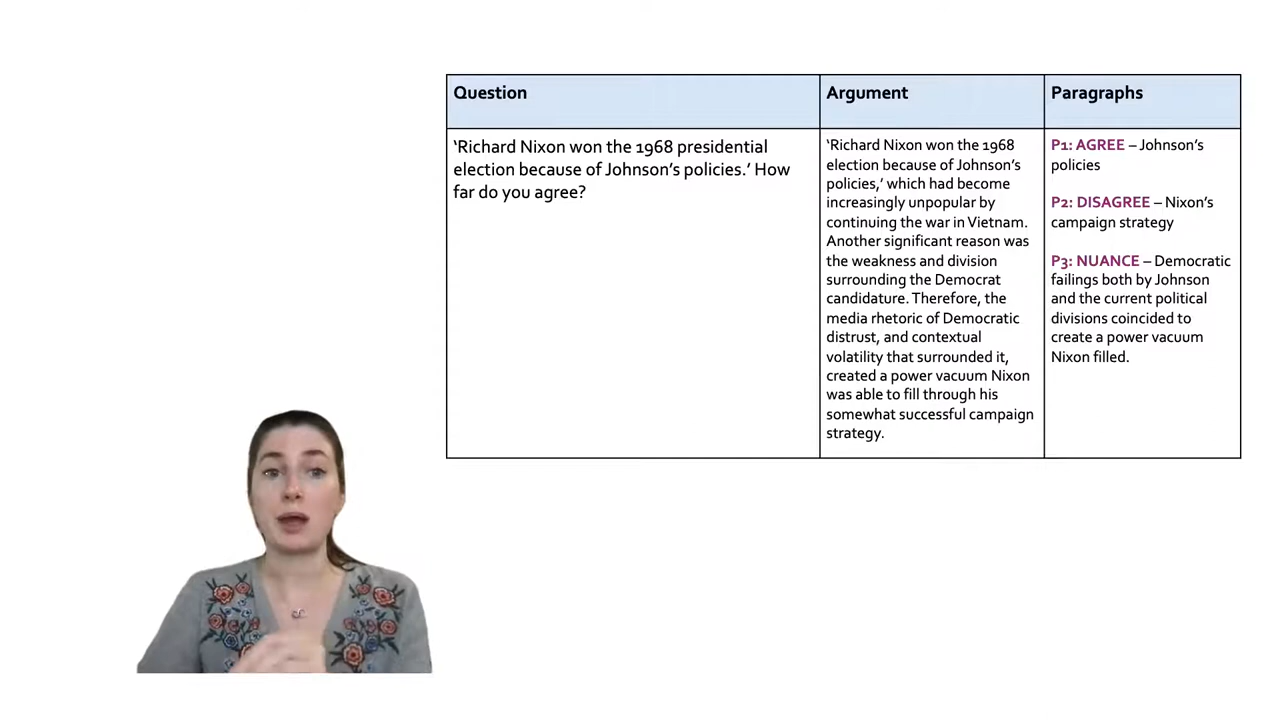 Question
Argument
Paragraphs
‘Richard Nixon won the 1968 presidential
election because of Johnson’s policies.’ How
far do you agree?
‘Richard Nixon won the 1968
election because of Johnson’s
policies,’ which had become
increasingly unpopular by
continuing the war in Vietnam.
Another significant reason was
the weakness and division
surrounding the Democrat
candidature. Therefore, the
media rhetoric of Democratic
distrust, and contextual
volatility that surrounded it,
created a power vacuum Nixon
was able to fill through his
somewhat successful campaign
strategy.
P1: AGREE – Johnson’s
policies
P2: DISAGREE – Nixon’s
campaign strategy
P3: NUANCE – Democratic
failings both by Johnson
and the current political
divisions coincided to
create a power vacuum
Nixon filled.